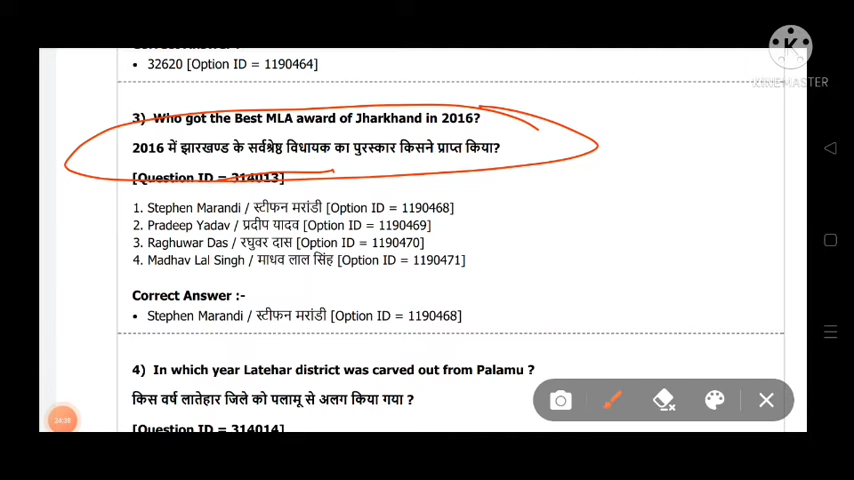 • 32620 [Option ID = 1190464]
K
KINEMASTER
3) Who got the Best MLA award of Jharkhand in 2016?
2016 में झारखण्ड के सर्वश्रेष्ठ विधायक का पुरस्कार किसने प्राप्त किया?
[Question ID = 314013]
1. Stephen Marandi / स्टीफन मरांडी [Option ID = 1190468]
2. Pradeep Yadav / प्रदीप यादव [Option ID = 1190469]
3. Raghuwar Das / रघुवर दास [Option ID = 1190470]
4. Madhav Lal Singh / माधव लाल सिंह [Option ID = 1190471]
Correct Answer :-
• Stephen Marandi / स्टीफन मरांडी [Option ID = 1190468]
4) In which year Latehar district was carved out from Palamu ?
किस वर्ष लातेहार जिले को पलामू से अलग किया गया ?
[Question ID = 314014]